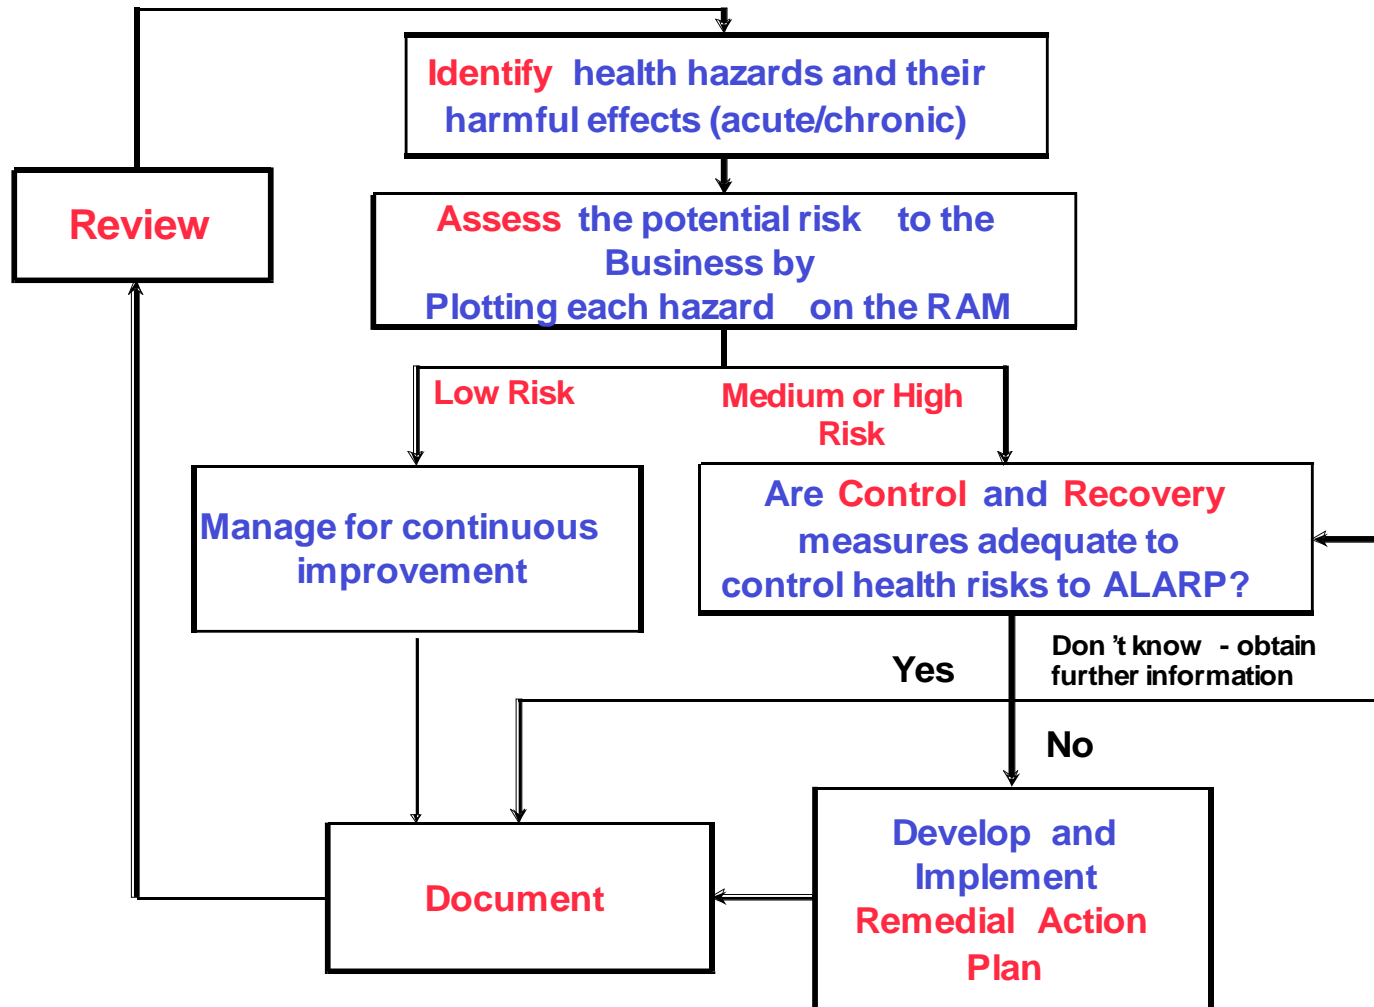 Identify health hazards and their
harmful effects (acute/chronic)
Review
Assess the potential risk to the
Business by
Plotting each hazard on the RAM
Low Risk
Medium or High
Risk
Manage for continuous
improvement
Are Control and Recovery
measures adequate to
control health risks to ALARP?
Yes
Don't know - obtain
further information
No
Document
Develop and
Implement
Remedial Action
Plan